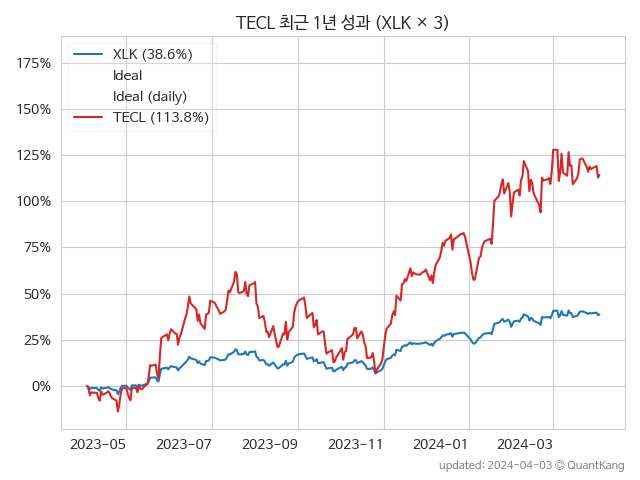 TECL 최근 1년 성과 (XLK × 3)
XLK (38.6%)
Ideal
Ideal (daily)
TECL (113.8%)
175%
150%
125%
100%
75%
50%
25%
0%
2023−05
2023−07
2023−09
2023−11
2024−01
2024−03
updated: 2024−04−03 ⓒ QuantKang